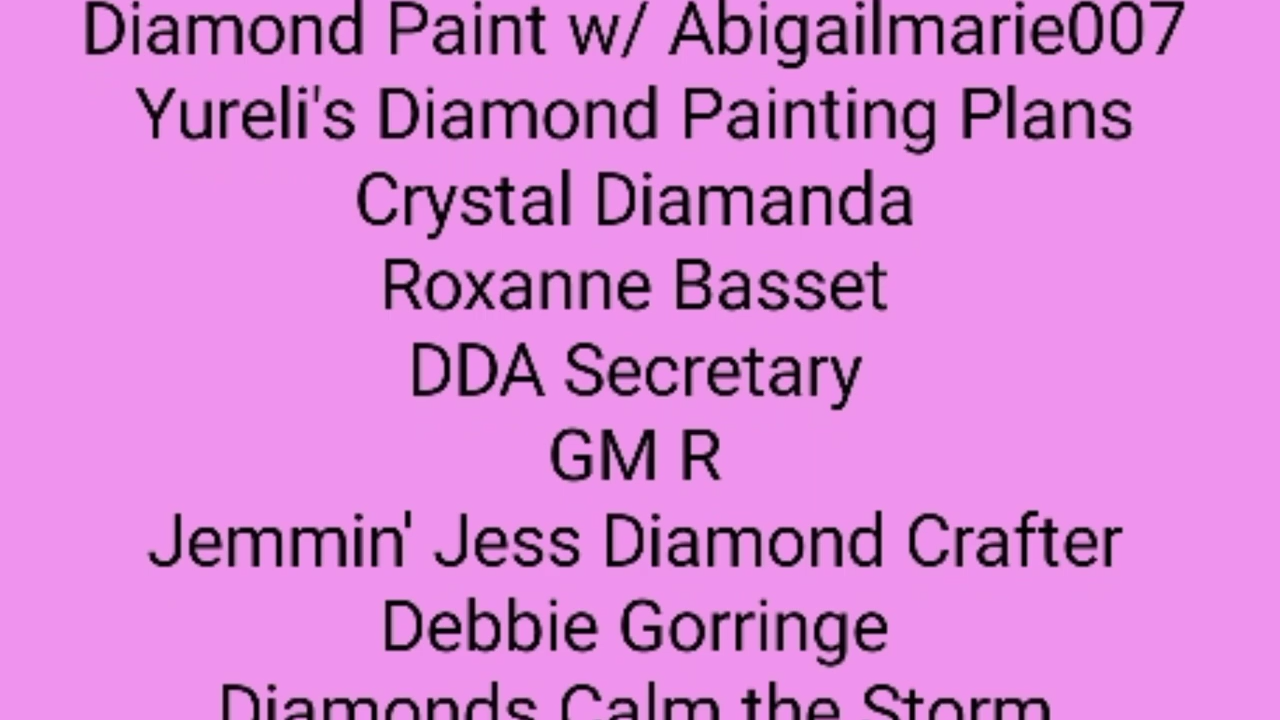 Diamond Paint w/ Abigailmarie007
Yureli's Diamond Painting Plans
Crystal Diamanda
Roxanne Basset
DDA Secretary
GM R
Jemmin' Jess Diamond Crafter
Debbie Gorringe
Diamonds Calm the Storm